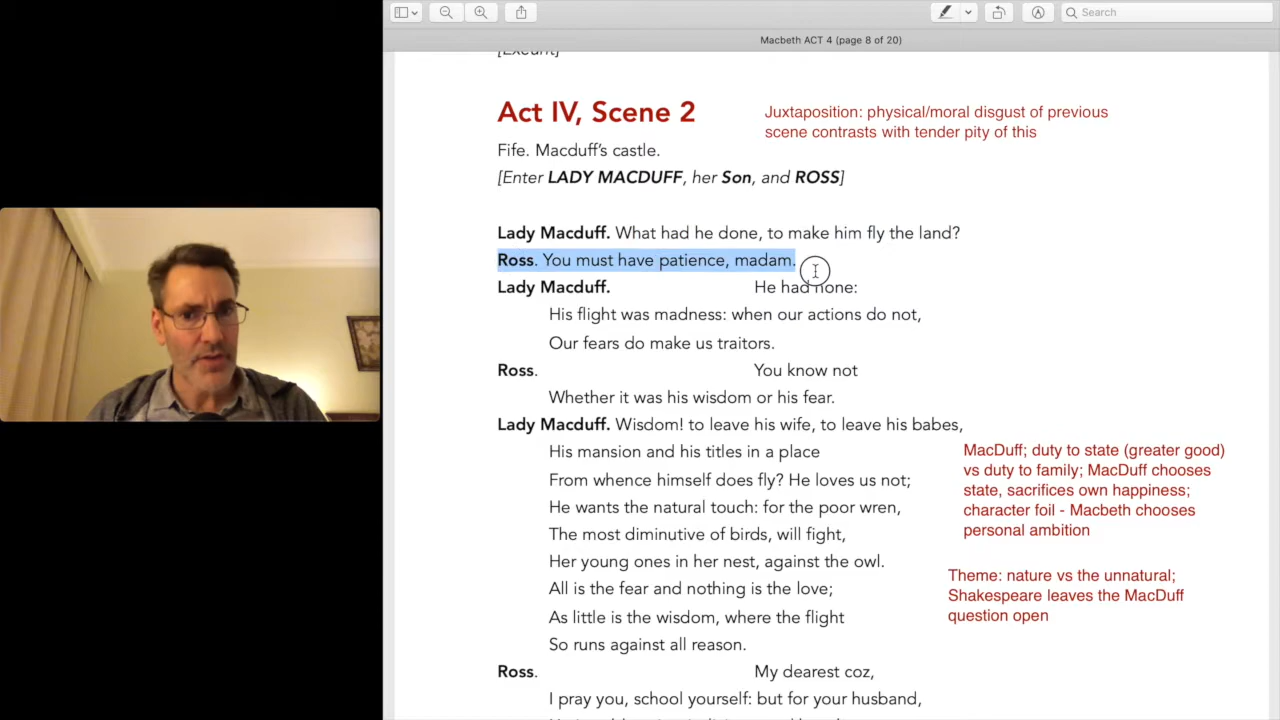 Search
Macbeth ACT 4 (page 8 of 20)
[Exeunt]
Act IV, Scene 2
Juxtaposition: physical/moral disgust of previous
scene contrasts with tender pity of this
Fife. Macduff's castle.
[Enter LADY MACDUFF, her Son, and ROSS]
Lady Macduff. What had he done, to make him fly the land?
Ross. You must have patience, madam.
Lady Macduff. He had none:
His flight was madness: when our actions do not,
Our fears do make us traitors.
Ross. You know not
Whether it was his wisdom or his fear.
Lady Macduff. Wisdom! to leave his wife, to leave his babes,
His mansion and his titles in a place
From whence himself does fly? He loves us not;
He wants the natural touch: for the poor wren,
The most diminutive of birds, will fight,
Her young ones in her nest, against the owl.
All is the fear and nothing is the love;
As little is the wisdom, where the flight
So runs against all reason.
MacDuff; duty to state (greater good)
vs duty to family; MacDuff chooses
state, sacrifices own happiness;
character foil - Macbeth chooses
personal ambition
Theme: nature vs the unnatural;
Shakespeare leaves the MacDuff
question open
Ross. My dearest coz,
I pray you, school yourself: but for your husband,